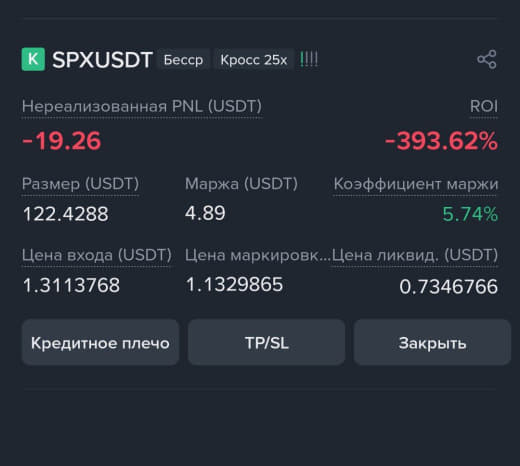 K SPXUSDT Бесср Кросс 25x
Нереализованная PNL (USDT) ROI
-19.26 -393.62%
Размер (USDT) Маржа (USDT) Коэффициент маржи
122.4288 4.89 5.74%
Цена входа (USDT) Цена маркировк... Цена ликвид. (USDT)
1.3113768 1.1329865 0.7346766
Кредитное плечо TP/SL Закрыть